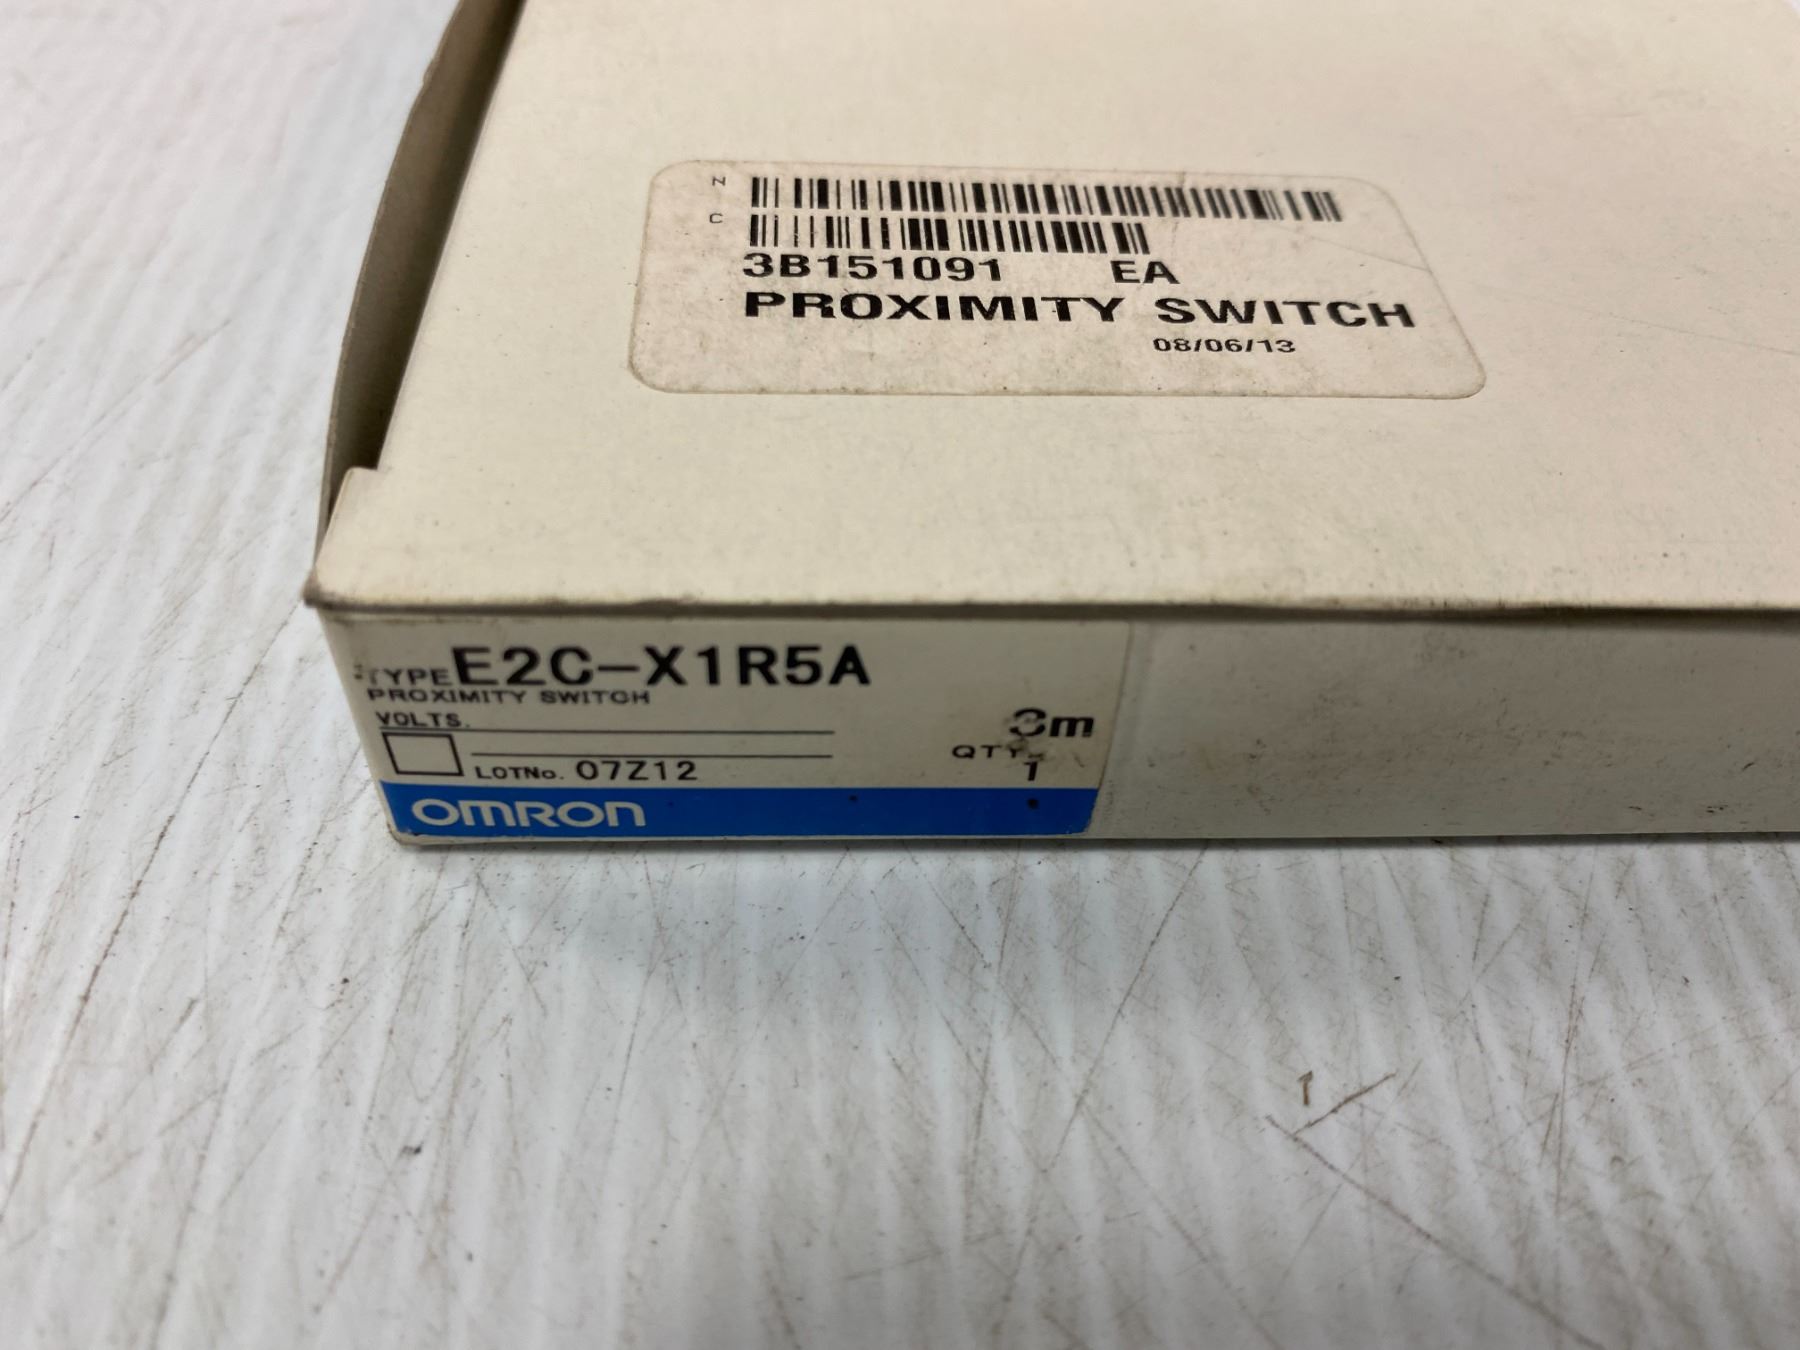 N
C
3B151091 EA
PROXIMITY SWITCH
08/06/13
TYPE E2C-X1R5A
PROXIMITY SWITCH
VOLTS.
3m
QTY.
LOTNo. 07Z12 1
OMRON